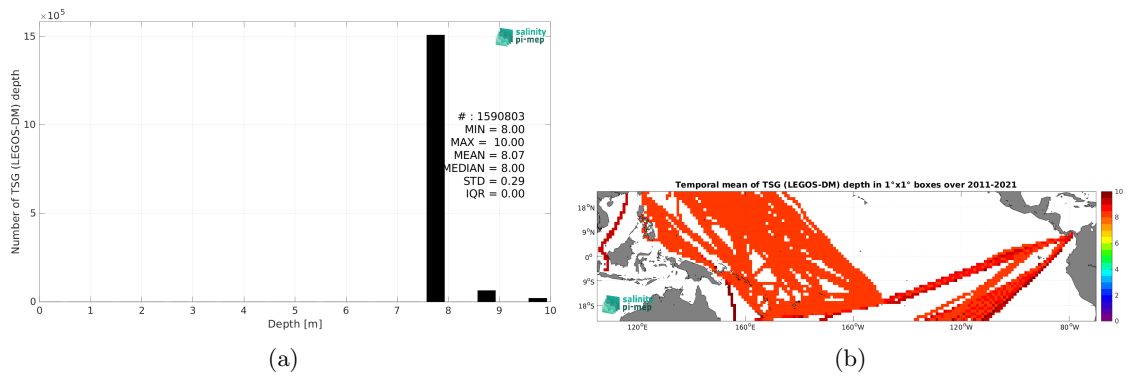 ×10⁵
15
10
5
0
0 1 2 3 4 5 6 7 8 9 10
Number of TSG (LEGOS-DM) depth
Depth [m]
salinity
pi-mep
# : 1590803
MIN = 8.00
MAX = 10.00
MEAN = 8.07
MEDIAN = 8.00
STD = 0.29
IQR = 0.00
(a)
Temporal mean of TSG (LEGOS-DM) depth in 1°x1° boxes over 2011-2021
18°N
9°N
0°
9°S
18°S
120°E 160°E 160°W 120°W 80°W
salinity
pi-mep
10
8
6
4
2
0
(b)